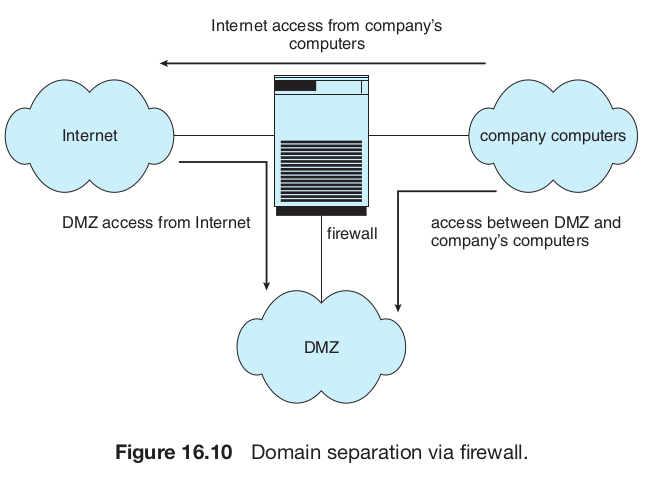 Internet access from company's
computers
Internet
company computers
DMZ access from Internet
firewall
access between DMZ and
company's computers
DMZ
Figure 16.10 Domain separation via firewall.